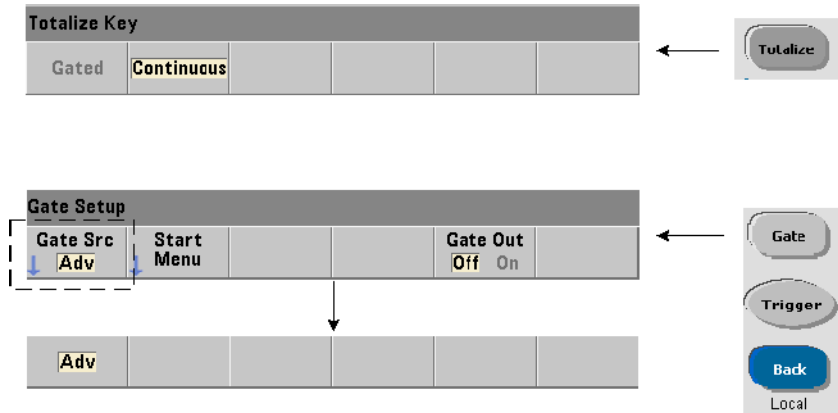 Totalize Key
Gated Continuous
Totalize
Gate Setup
Gate Src
Adv
Start
Menu
Gate Out
Off On
Gate
Trigger
Adv
Back
Local